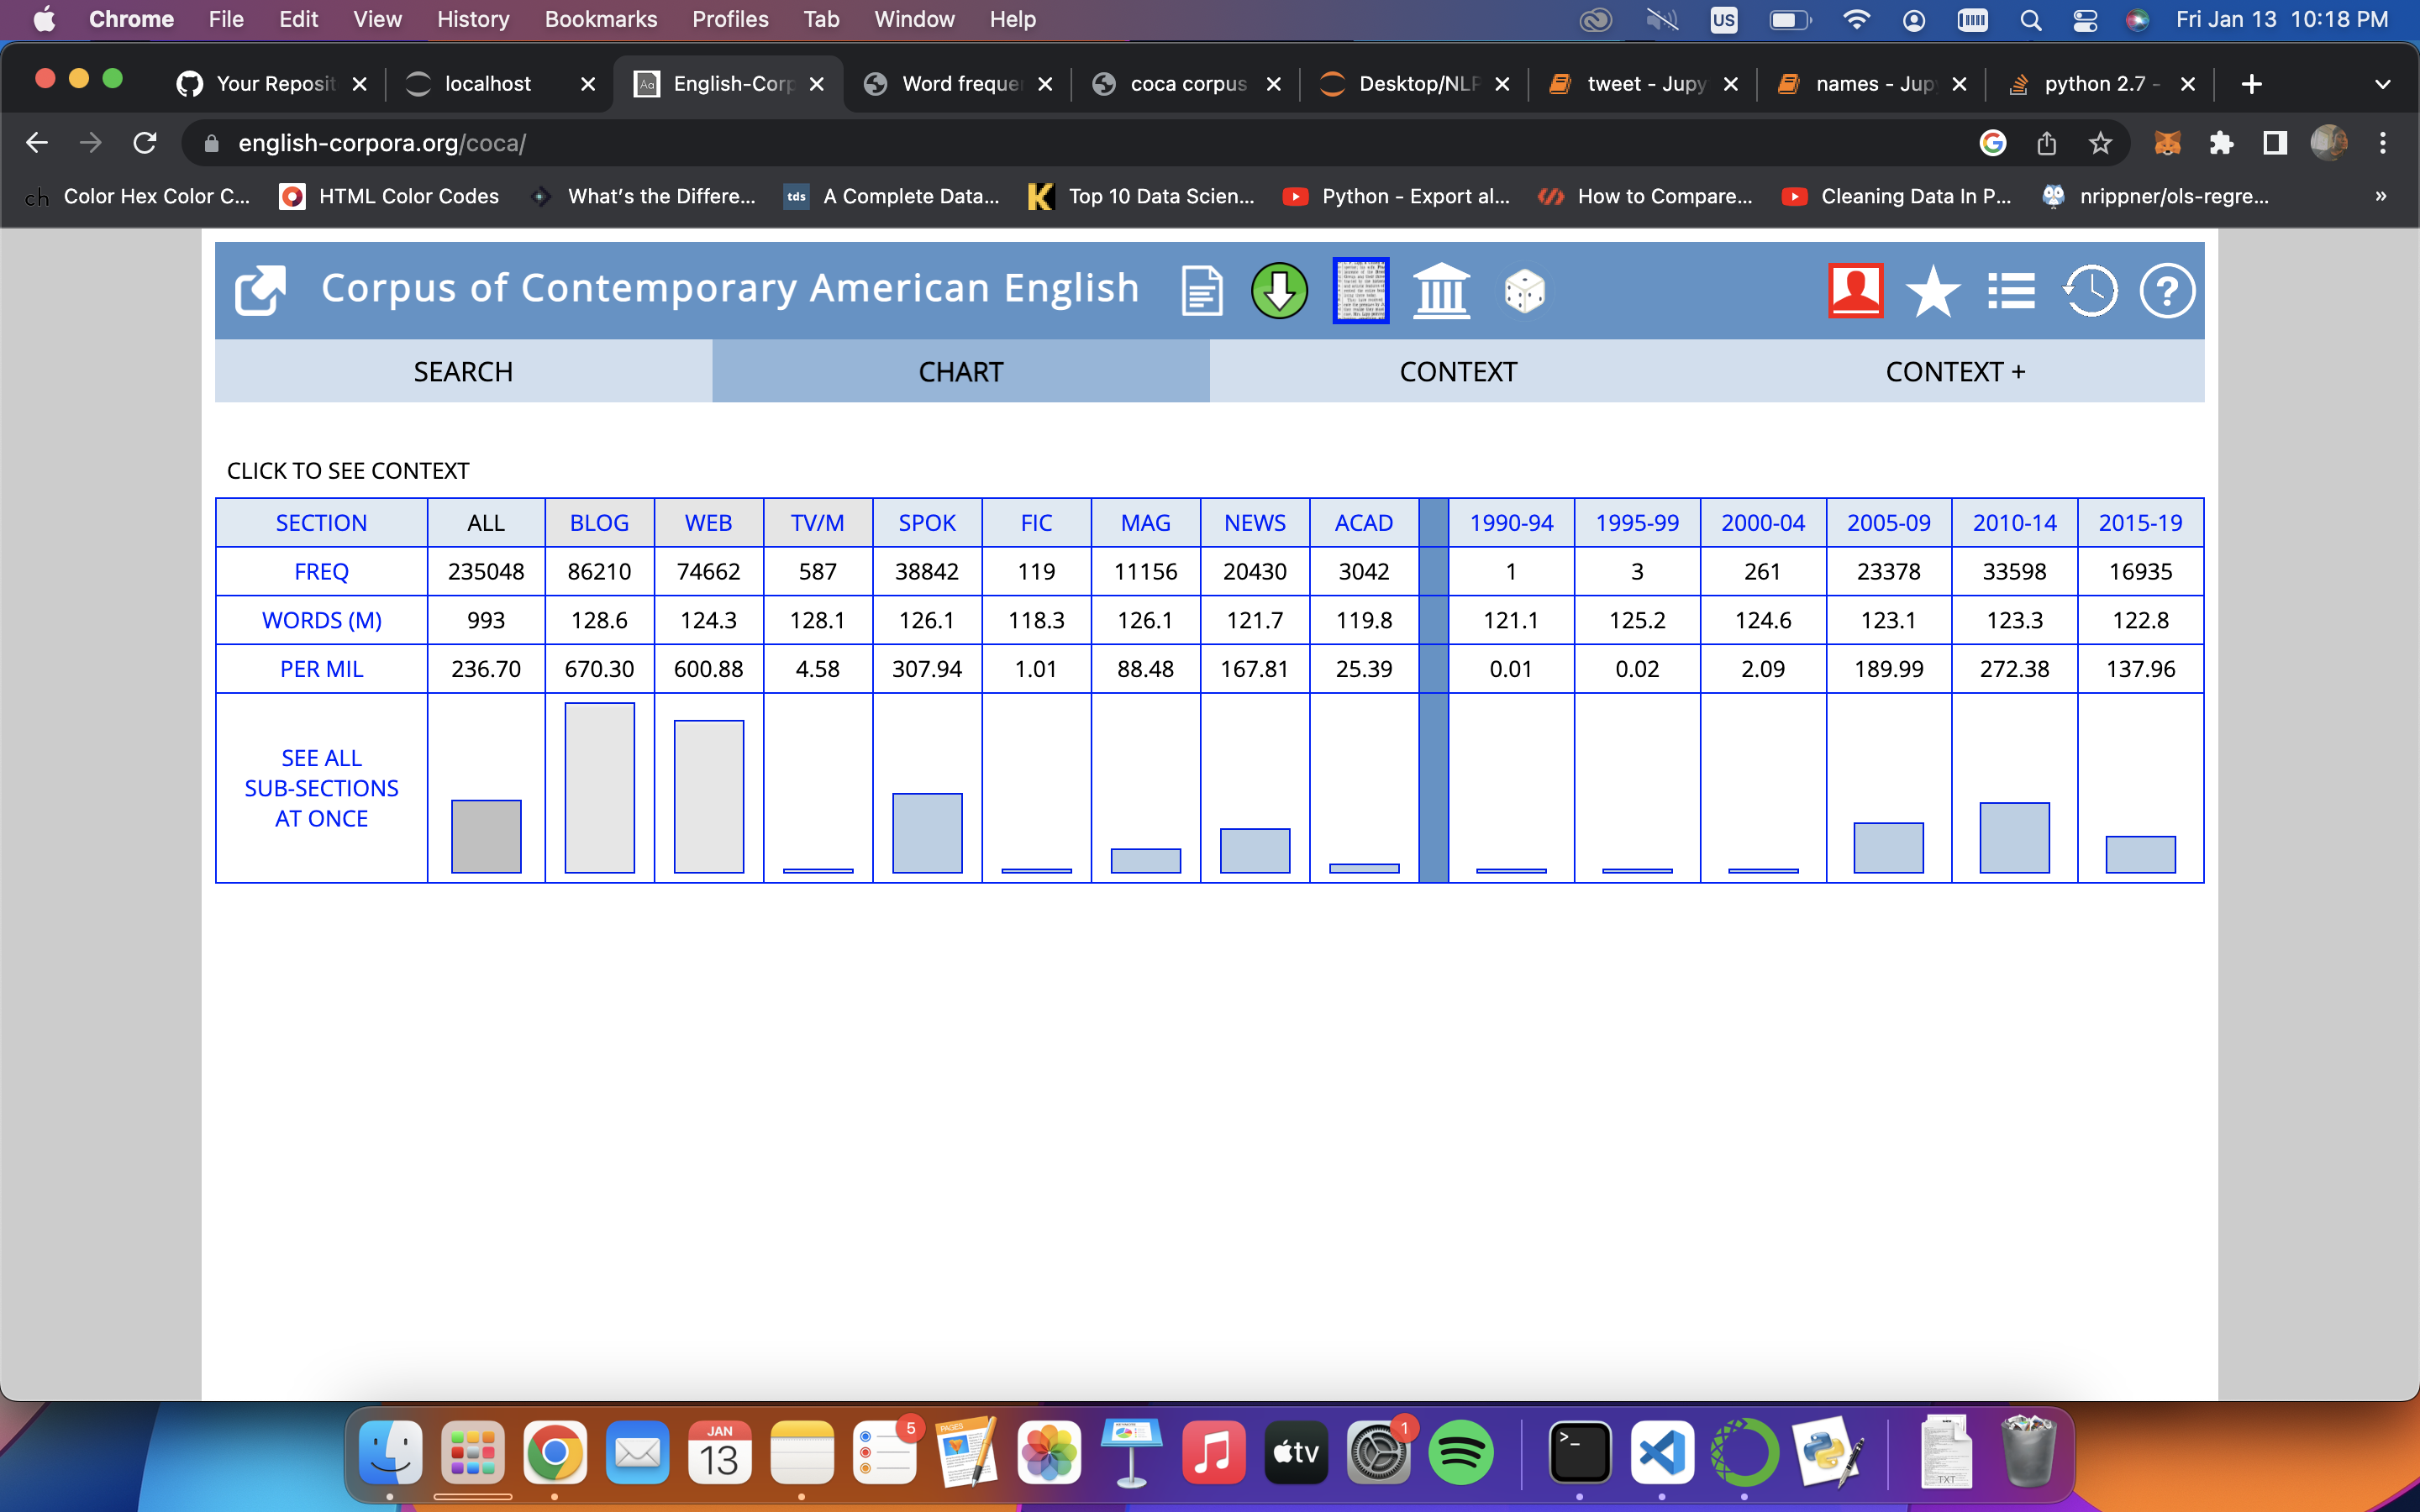 Chrome File Edit View History Bookmarks Profiles Tab Window Help US Fri Jan 13 10:18 PM
Your Reposit localhost English-Corp Word freque coca corpus Desktop/NLP tweet - Jupy names - Jup python 2.7 -
english-corpora.org/coca/
ch Color Hex Color C... HTML Color Codes What's the Differe... tds A Complete Data... K Top 10 Data Scien... Python - Export al... How to Compare... Cleaning Data In P... nrippner/ols-regre... »
Corpus of Contemporary American English ?
SEARCH CHART CONTEXT CONTEXT +
CLICK TO SEE CONTEXT
SECTION ALL BLOG WEB TV/M SPOK FIC MAG NEWS ACAD 1990-94 1995-99 2000-04 2005-09 2010-14 2015-19
FREQ 235048 86210 74662 587 38842 119 11156 20430 3042 1 3 261 23378 33598 16935
WORDS (M) 993 128.6 124.3 128.1 126.1 118.3 126.1 121.7 119.8 121.1 125.2 124.6 123.1 123.3 122.8
PER MIL 236.70 670.30 600.88 4.58 307.94 1.01 88.48 167.81 25.39 0.01 0.02 2.09 189.99 272.38 137.96
SEE ALL
SUB-SECTIONS
AT ONCE
JAN
13
5
PAGES
tv
1
>_
TXT